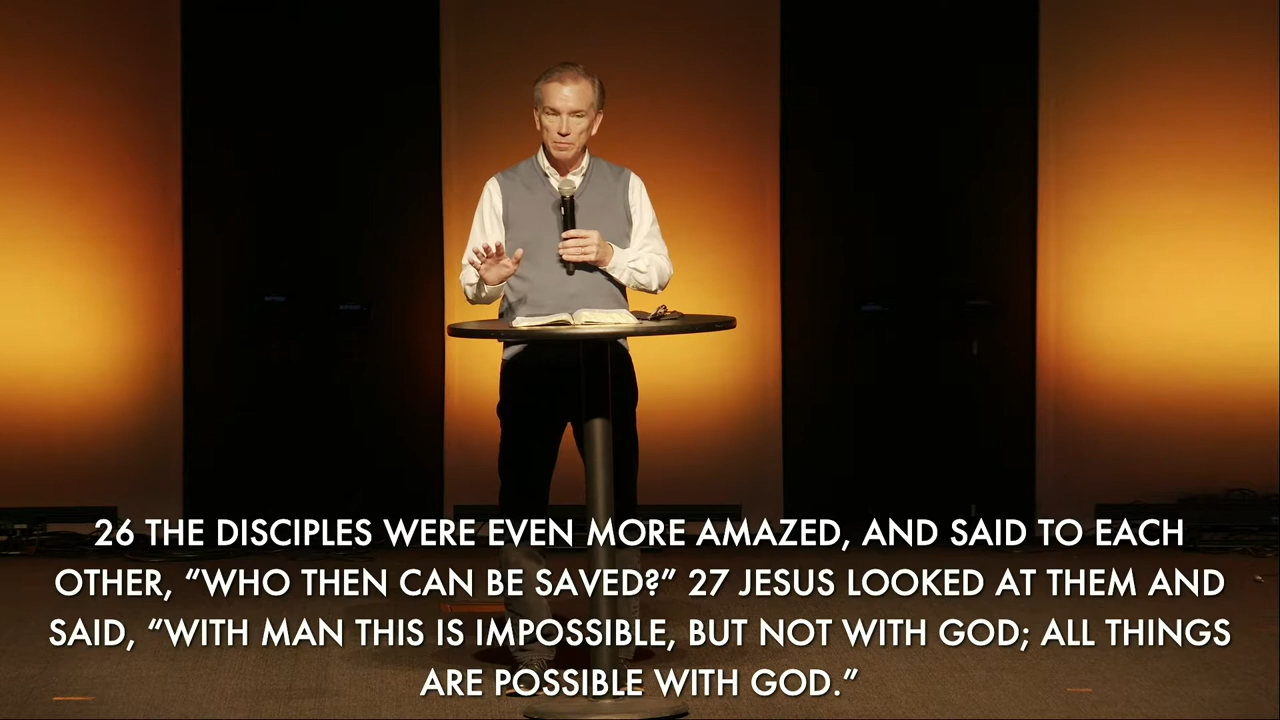 26 THE DISCIPLES WERE EVEN MORE AMAZED, AND SAID TO EACH
OTHER, “WHO THEN CAN BE SAVED?” 27 JESUS LOOKED AT THEM AND
SAID, “WITH MAN THIS IS IMPOSSIBLE, BUT NOT WITH GOD; ALL THINGS
ARE POSSIBLE WITH GOD.”